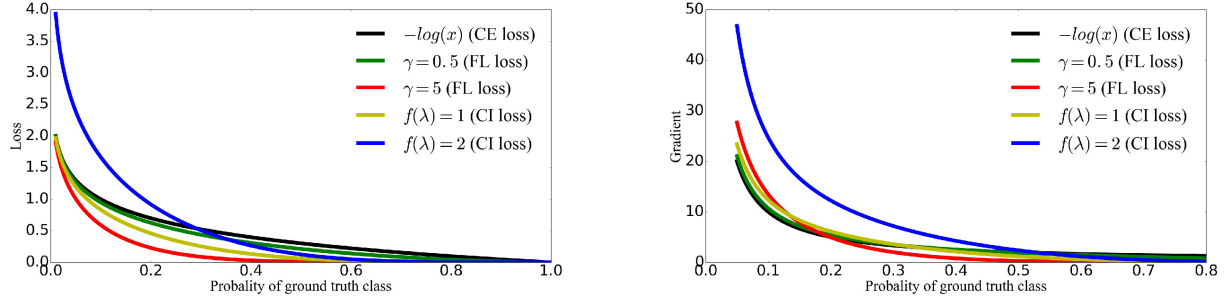 4.0
3.5
3.0
2.5
2.0
1.5
1.0
0.5
0.0
Loss
−log(x) (CE loss)
γ = 0.5 (FL loss)
γ = 5 (FL loss)
f(λ) = 1 (CI loss)
f(λ) = 2 (CI loss)
0.0 0.2 0.4 0.6 0.8 1.0
Probality of ground truth class
50
40
30
20
10
0
Gradient
−log(x) (CE loss)
γ = 0.5 (FL loss)
γ = 5 (FL loss)
f(λ) = 1 (CI loss)
f(λ) = 2 (CI loss)
0.0 0.1 0.2 0.3 0.4 0.5 0.6 0.7 0.8
Probality of ground truth class